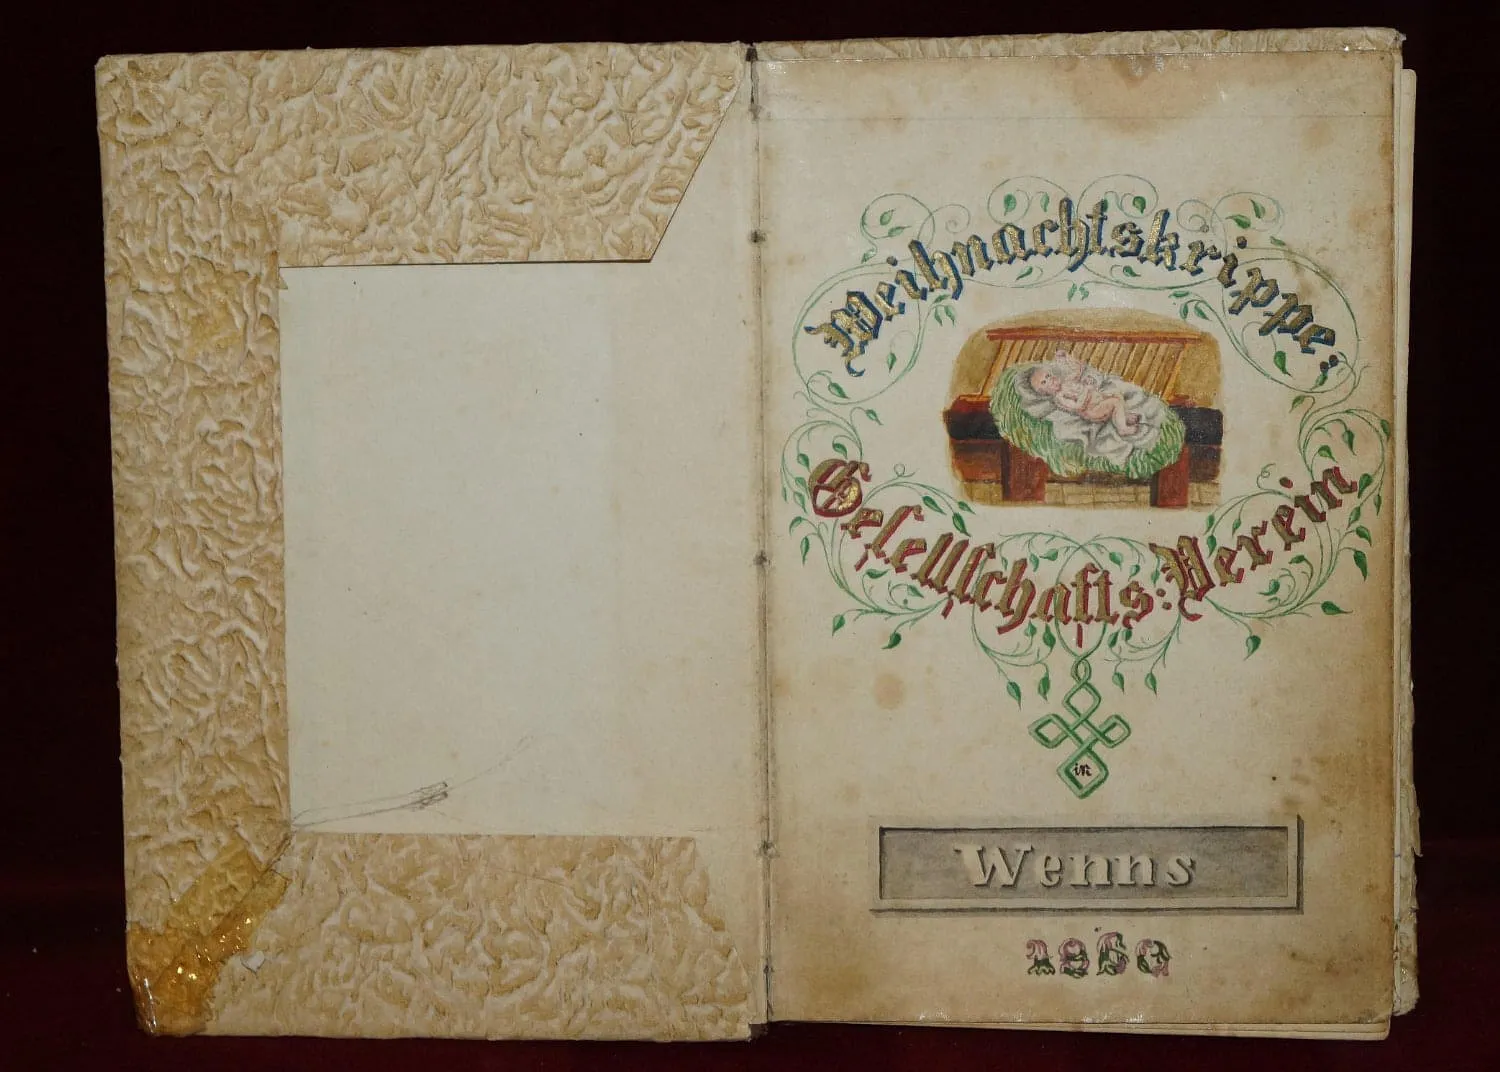 Weihnachtskrippe:
Gesellschafts:Verein
in
Wenns
1860